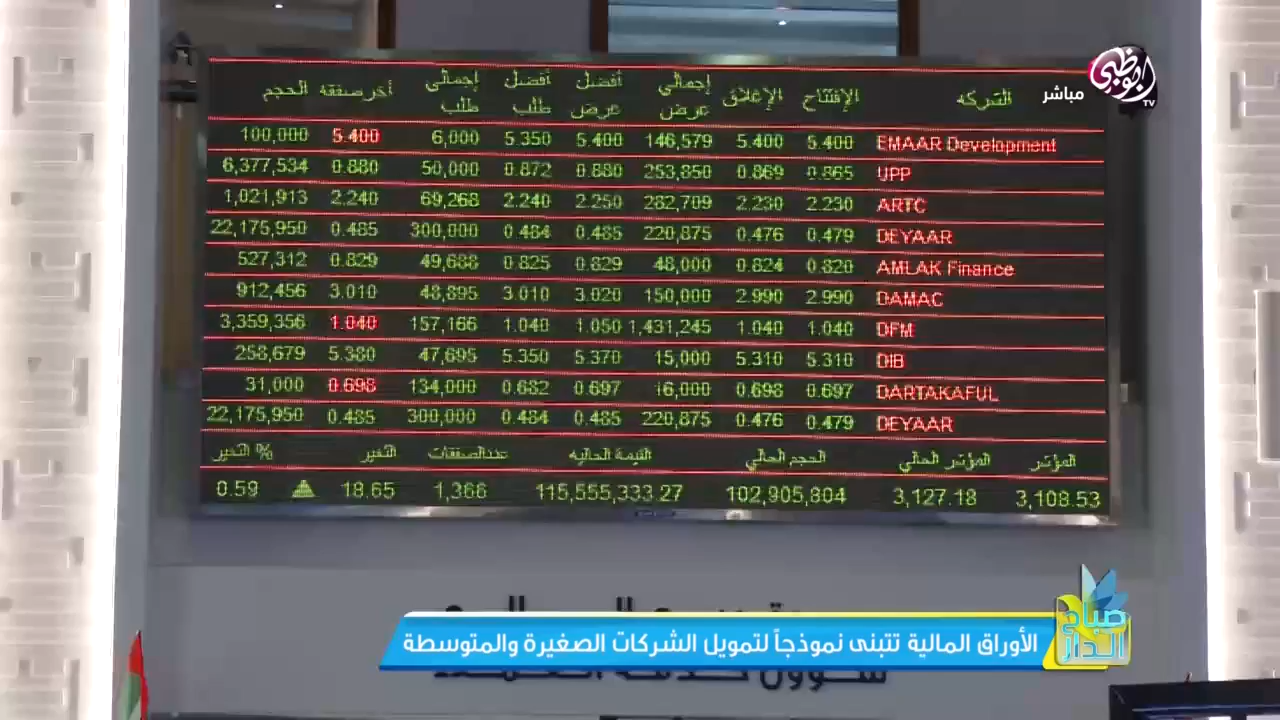 أبوظبي
TV
مباشر
الشركه الإفتتاح الإغلاق إجمالي عرض أفضل عرض أفضل طلب إجمالي طلب آخر صفقه الحجم
EMAAR Development 5.400 5.400 146,579 5.400 5.350 6,000 5.400 100,000
UPP 0.865 0.869 253,850 0.880 0.872 50,000 0.880 6,377,534
ARTC 2.230 2.230 282,709 2.250 2.240 69,268 2.240 1,021,913
DEYAAR 0.479 0.476 220,875 0.485 0.484 300,000 0.485 22,175,950
AMLAK Finance 0.820 0.824 48,000 0.829 0.825 49,688 0.829 527,312
DAMAC 2.990 2.990 150,000 3.020 3.010 48,895 3.010 912,456
DFM 1.040 1.040 1,431,245 1.050 1.040 157,166 1.040 3,359,356
DIB 5.310 5.310 15,000 5.370 5.350 47,695 5.380 258,679
DARTAKAFUL 0.697 0.698 16,000 0.697 0.682 134,000 0.698 31,000
DEYAAR 0.479 0.476 220,875 0.485 0.484 300,000 0.485 22,175,950
المؤشر المؤشر الحالي الحجم الحالي القيمة الحاليه عددالصفقات التغير % التغير
3,108.53 3,127.18 102,905,804 115,555,333.27 1,366 18.65 0.59
صباح الدار
الأوراق المالية تتبنى نموذجاً لتمويل الشركات الصغيرة والمتوسطة